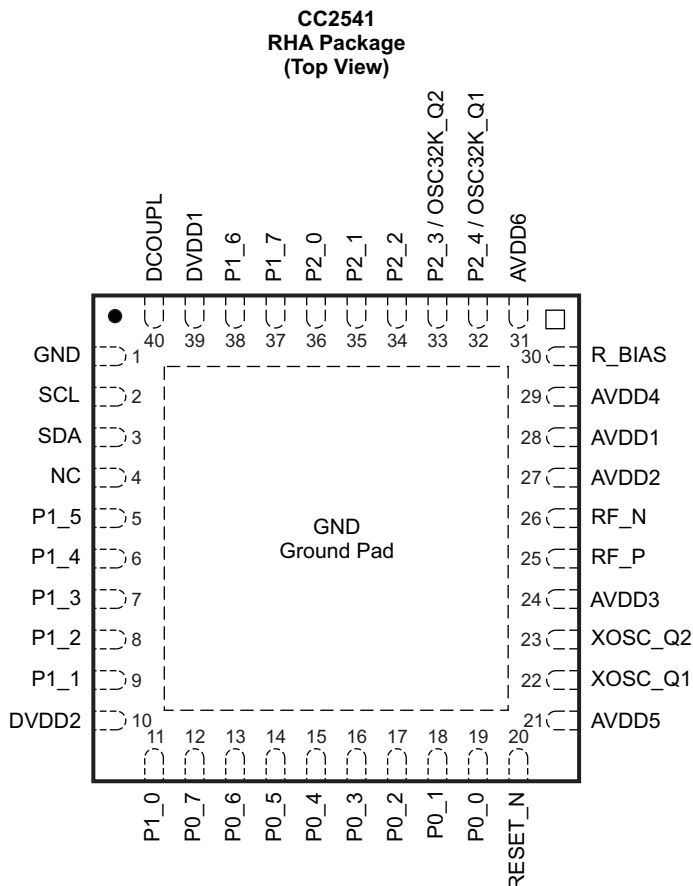 CC2541
RHA Package
(Top View)
DCOUPL
DVDD1
P1_6
P1_7
P2_0
P2_1
P2_2
P2_3 / OSC32K_Q2
P2_4 / OSC32K_Q1
AVDD6
40 39 38 37 36 35 34 33 32 31
GND 1
SCL 2
SDA 3
NC 4
P1_5 5
P1_4 6
P1_3 7
P1_2 8
P1_1 9
DVDD2 10
GND
Ground Pad
30 R_BIAS
29 AVDD4
28 AVDD1
27 AVDD2
26 RF_N
25 RF_P
24 AVDD3
23 XOSC_Q2
22 XOSC_Q1
21 AVDD5
11 12 13 14 15 16 17 18 19 20
P1_0
P0_7
P0_6
P0_5
P0_4
P0_3
P0_2
P0_1
P0_0
RESET_N